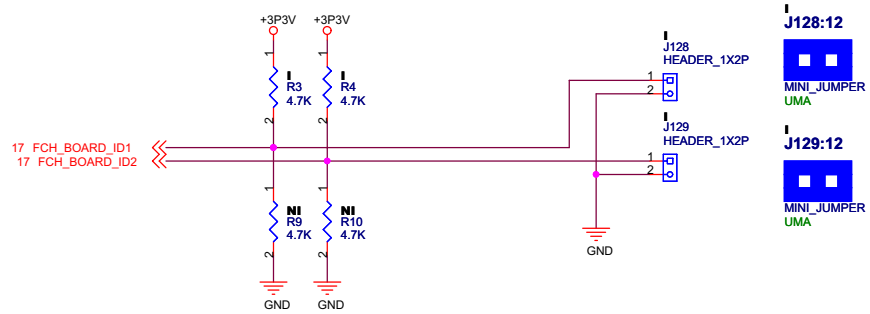 +3P3V
+3P3V
1
1
I
R3
4.7K
I
R4
4.7K
2
2
17 FCH_BOARD_ID1
17 FCH_BOARD_ID2
1
1
NI
R9
4.7K
NI
R10
4.7K
2
2
GND
GND
I
J128
HEADER_1X2P
1
2
I
J129
HEADER_1X2P
1
2
GND
I
J128:12
MINI_JUMPER
UMA
I
J129:12
MINI_JUMPER
UMA